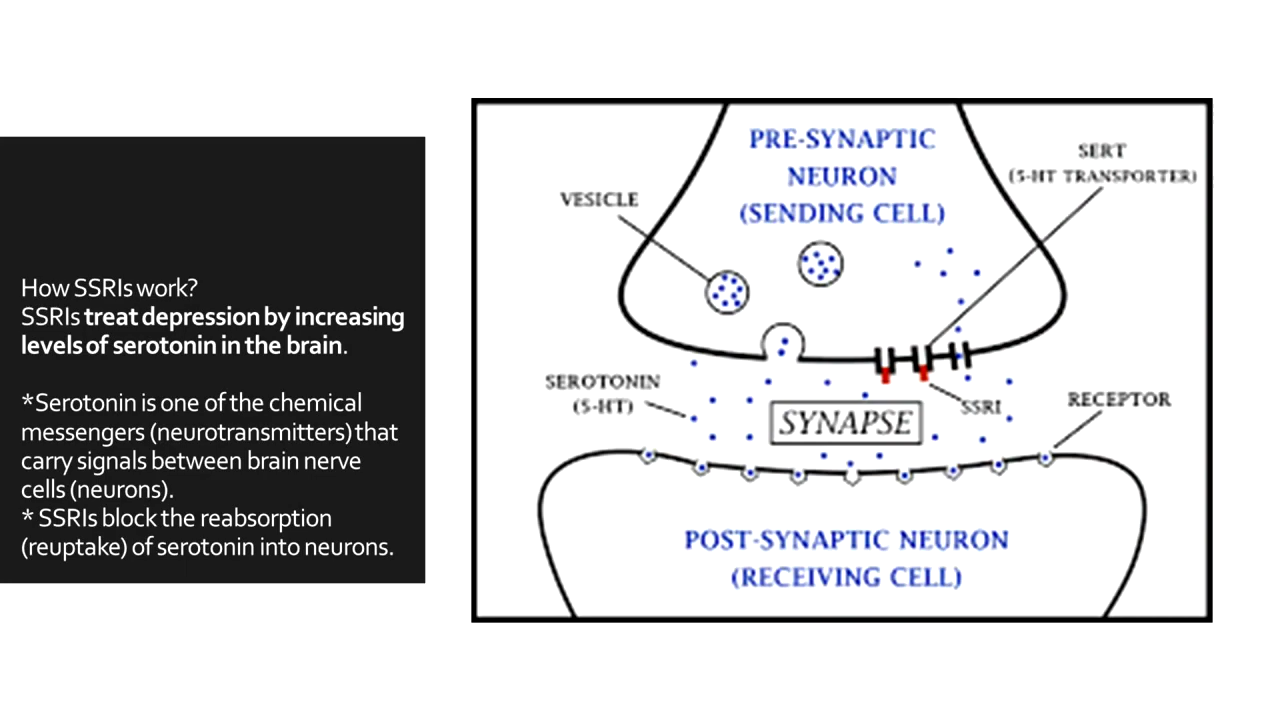 How SSRIs work?
SSRIs treat depression by increasing
levels of serotonin in the brain.
*Serotonin is one of the chemical
messengers (neurotransmitters) that
carry signals between brain nerve
cells (neurons).
* SSRIs block the reabsorption
(reuptake) of serotonin into neurons.
PRE-SYNAPTIC
NEURON
(SENDING CELL)
SERT
(5-HT TRANSPORTER)
VESICLE
SEROTONIN
(5-HT)
SYNAPSE
SSRI
RECEPTOR
POST-SYNAPTIC NEURON
(RECEIVING CELL)